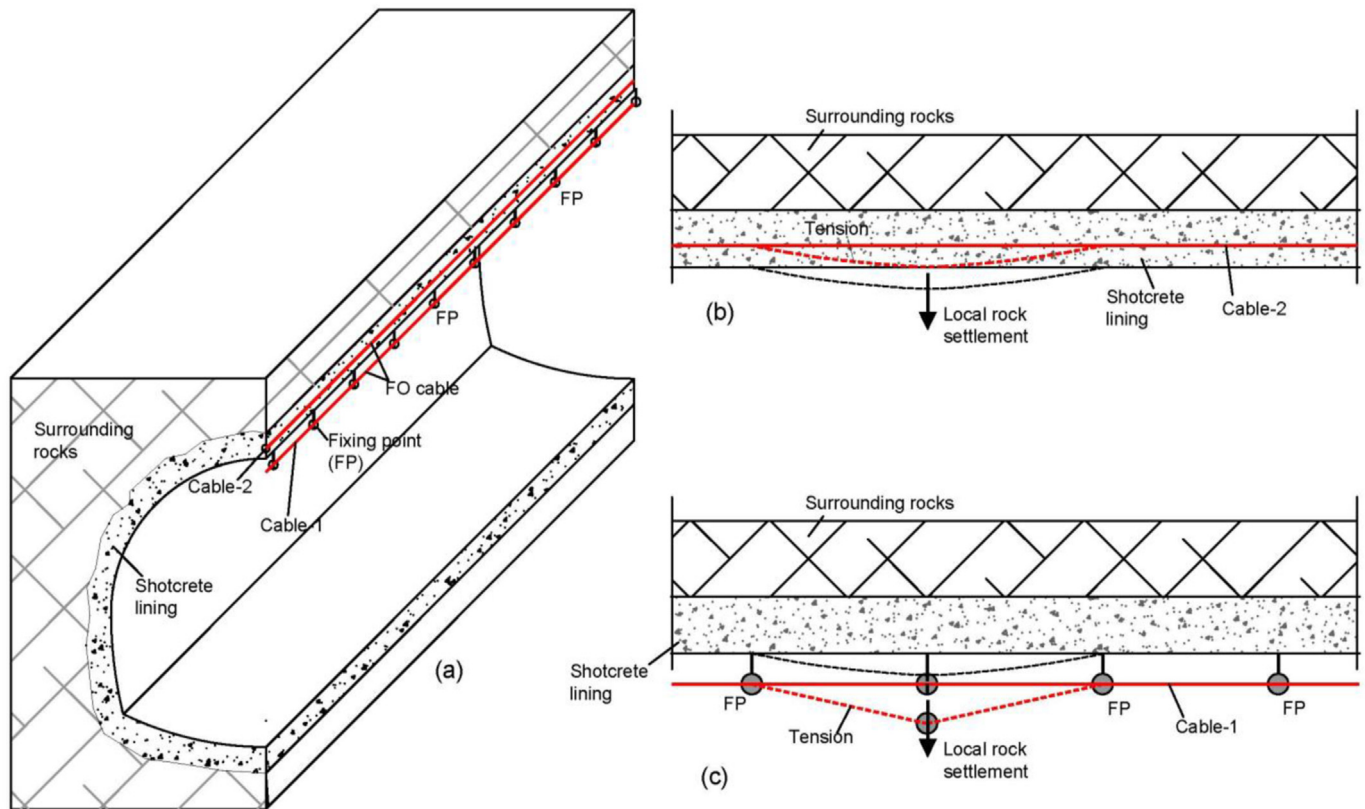 FP
FP
FO cable
Surrounding
rocks
Fixing point
(FP)
Cable-2
Cable-1
Shotcrete
lining
(a)
Surrounding rocks
Tension
Shotcrete
lining
Cable-2
(b)
Local rock
settlement
Surrounding rocks
Shotcrete
lining
FP
FP
FP
Cable-1
Tension
Local rock
settlement
(c)